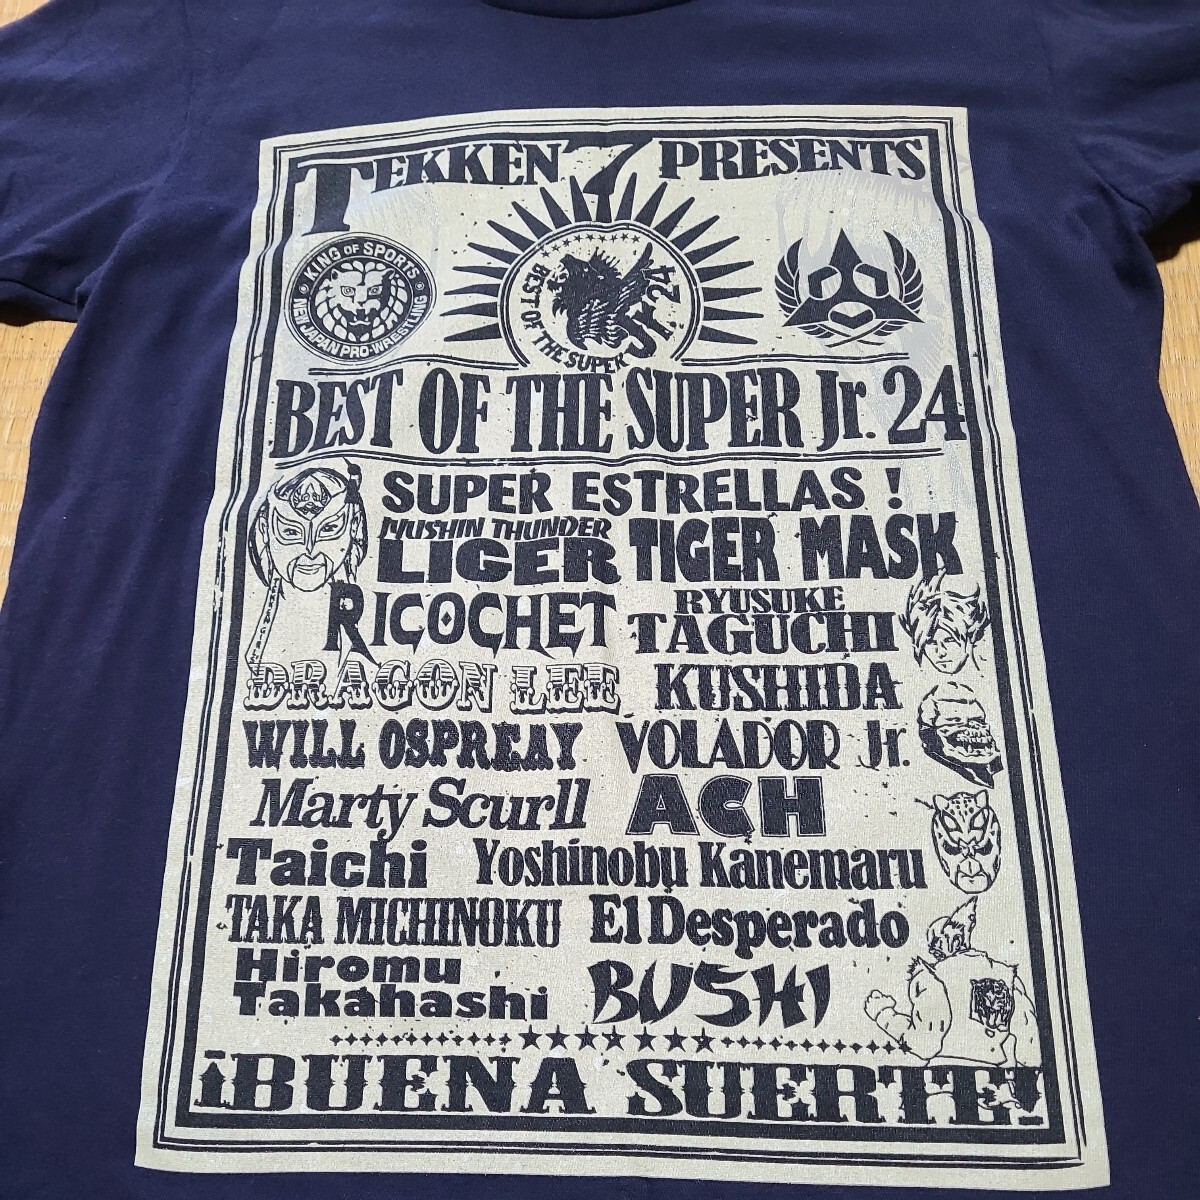 TEKKEN 7 PRESENTS
KING OF SPORTS
NEW JAPAN PRO-WRESTLING
BEST OF THE SUPER Jr. 24
BEST OF THE SUPER Jr. 24
SUPER ESTRELLAS !
JYUSHIN THUNDER
LIGER TIGER MASK
RICOCHET RYUSUKE
TAGUCHI
DRAGON LEE KUSHIDA
WILL OSPREAY VOLADOR Jr.
Marty Scurll ACH
Taichi Yoshinobu Kanemaru
TAKA MICHINOKU El Desperado
Hiromu
Takahashi BUSHI
¡BUENA SUERTE!